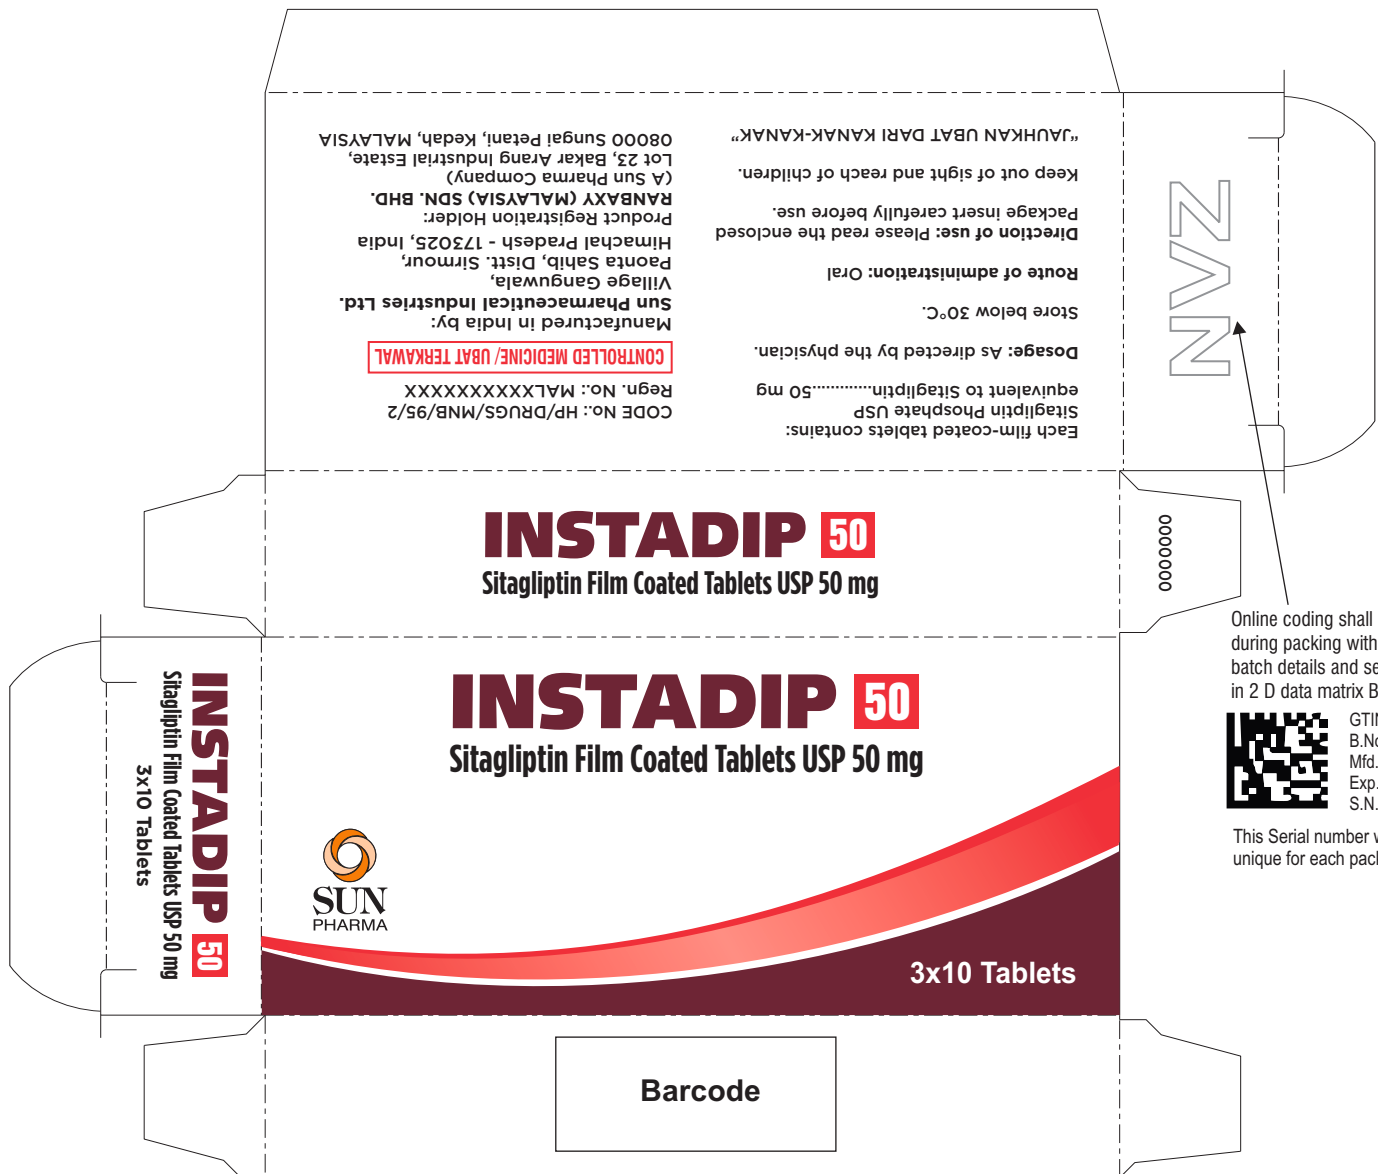 "JAUHKAN UBAT DARI KANAK-KANAK"
Keep out of sight and reach of children.
Direction of use: Please read the enclosed
Package insert carefully before use.
Route of administration: Oral
Store below 30°C.
Dosage: As directed by the physician.
Each film-coated tablets contains:
Sitagliptin Phosphate USP
equivalent to Sitagliptin.............50 mg
CODE No.: HP/DRUGS/MNB/95/2
Regn. No.: MALXXXXXXXXXX
CONTROLLED MEDICINE/ UBAT TERKAWAL
Manufactured in India by:
Sun Pharmaceutical Industries Ltd.
Village Ganguwala,
Paonta Sahib, Distt. Sirmour,
Himachal Pradesh - 173025, India
Product Registration Holder:
RANBAXY (MALAYSIA) SDN. BHD.
(A Sun Pharma Company)
Lot 23, Bakar Arang Industrial Estate,
08000 Sungai Petani, Kedah, MALAYSIA
NVZ
INSTADIP 50
Sitagliptin Film Coated Tablets USP 50 mg
0000000
Online coding shall
during packing with
batch details and
in 2 D data matrix
GTIN
B.No
Mfd.
Exp.
S.N.
This Serial number
unique for each
INSTADIP 50
Sitagliptin Film Coated Tablets USP 50 mg
3x10 Tablets
INSTADIP 50
Sitagliptin Film Coated Tablets USP 50 mg
SUN
PHARMA
3x10 Tablets
Barcode